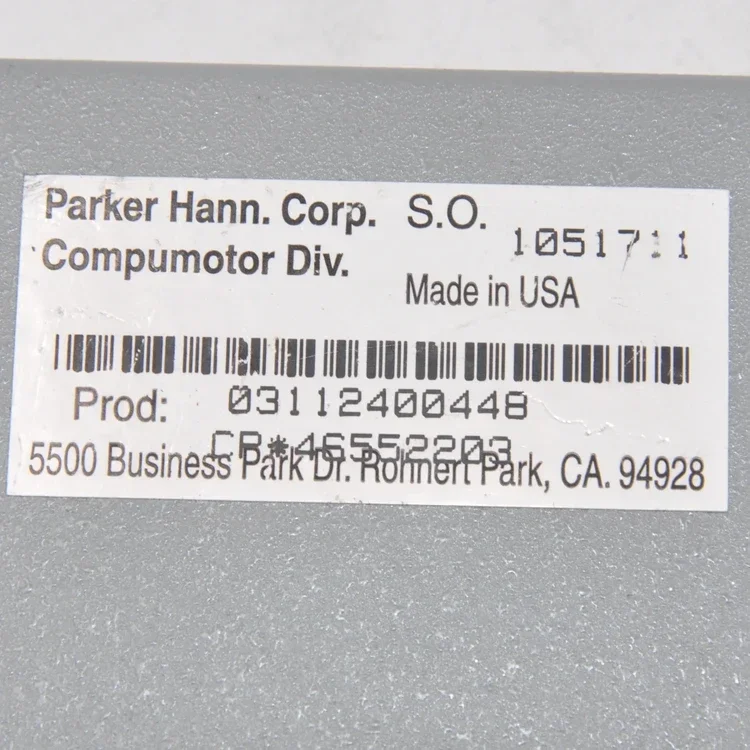 Parker Hann. Corp. S.O. 1051711
Compumotor Div.
Made in USA
Prod: 03112400448
CP*46552203
5500 Business Park Dr. Rohnert Park, CA. 94928